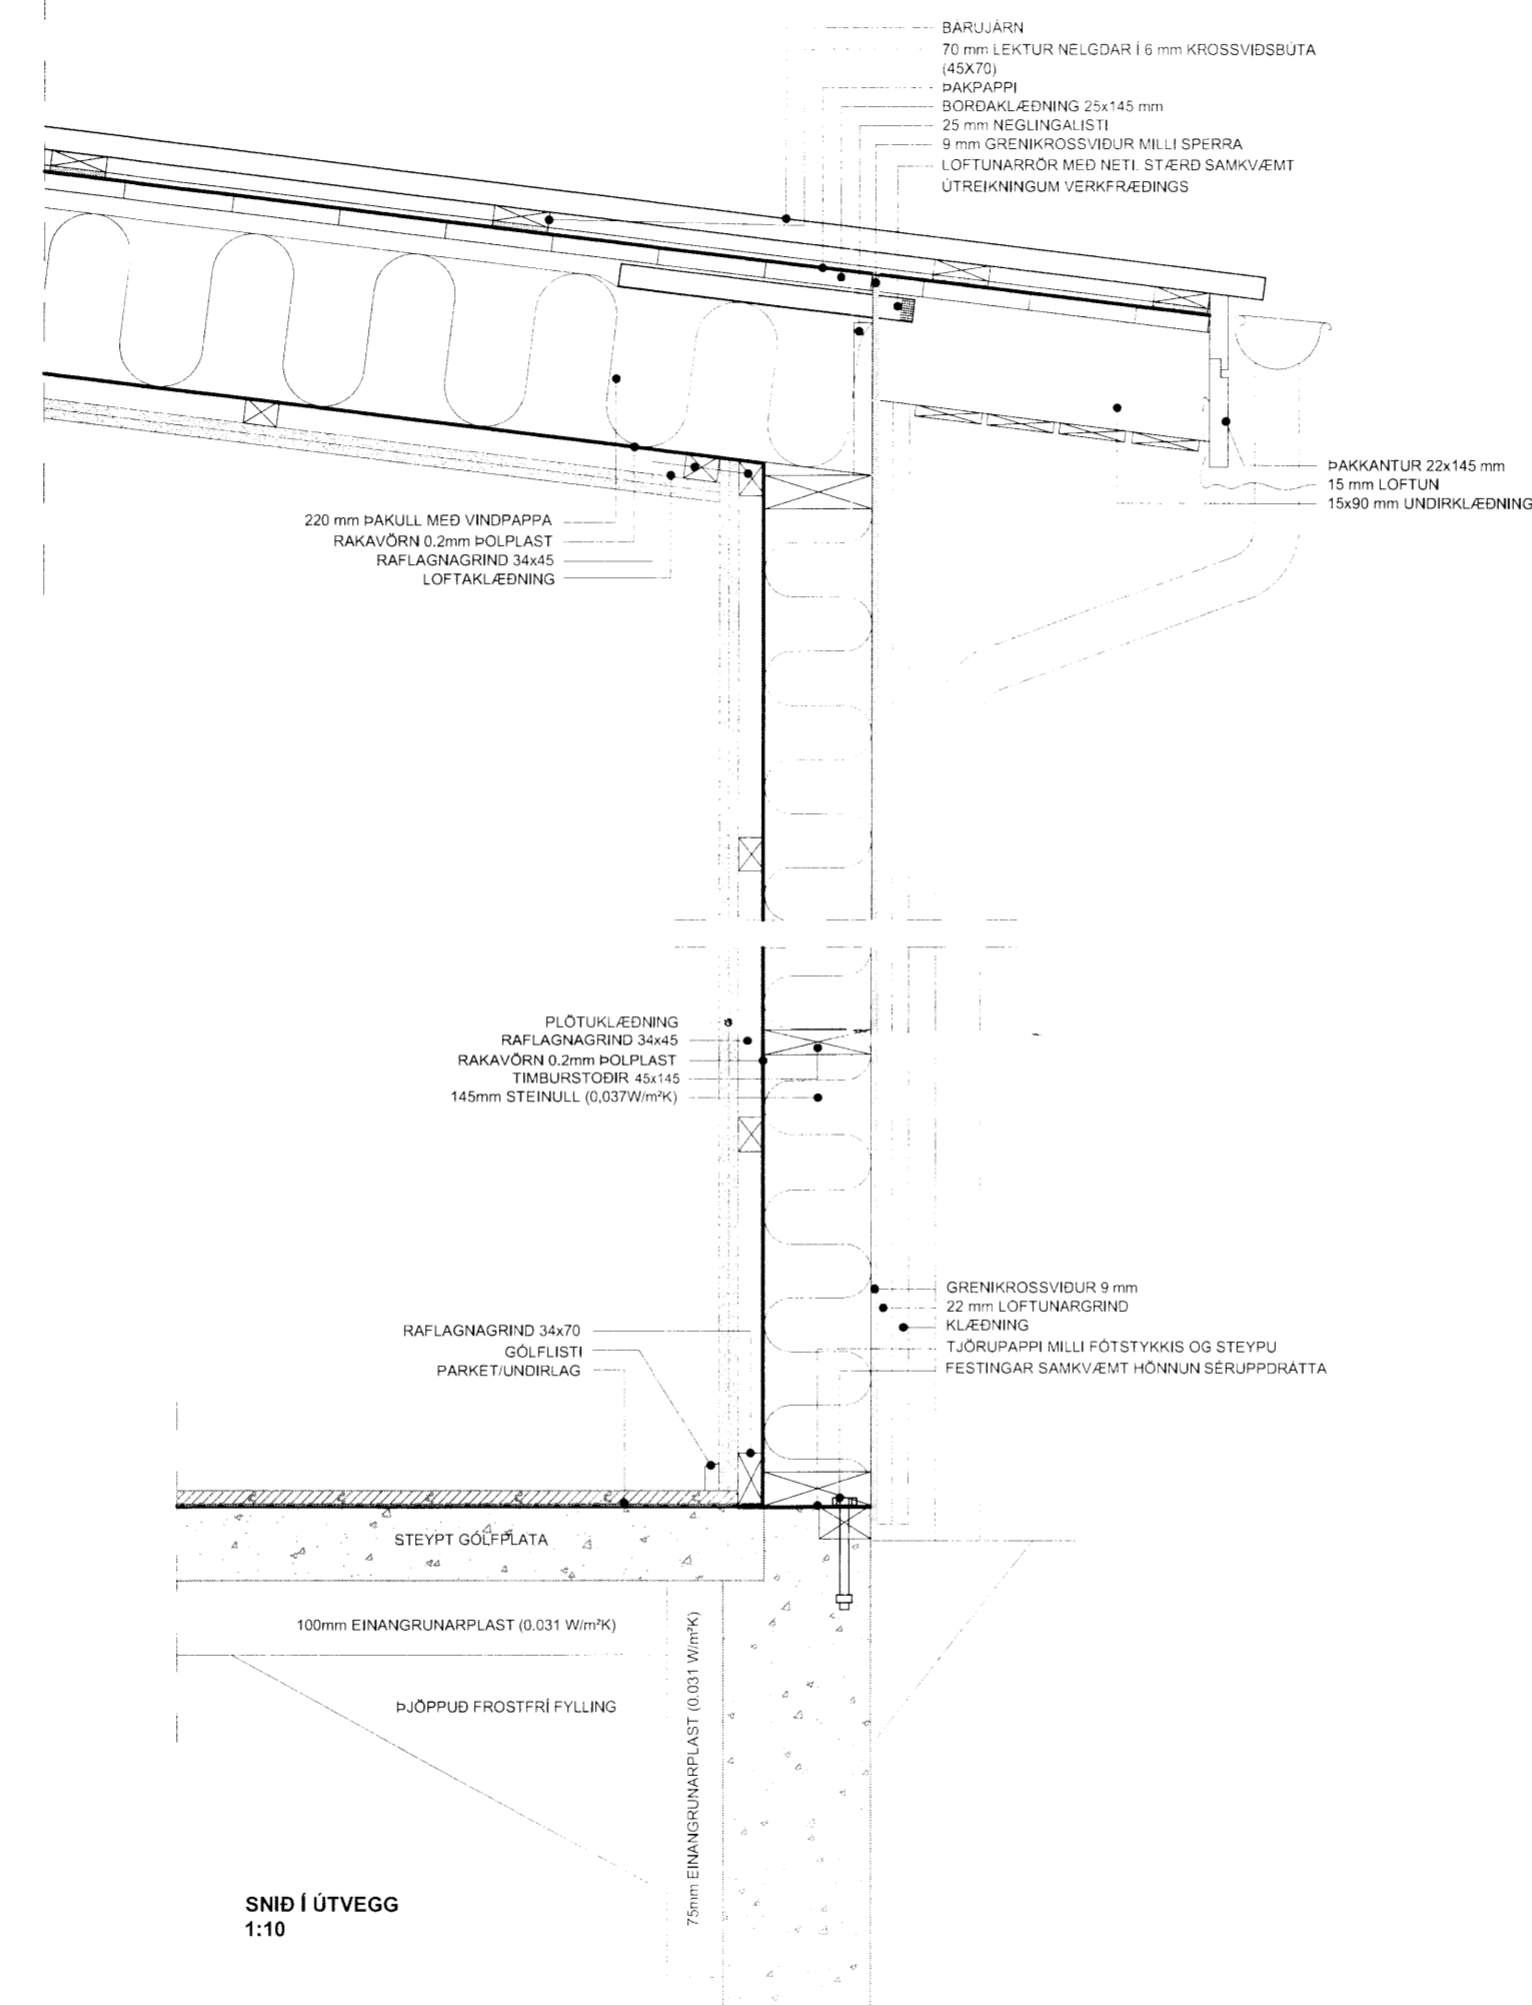 BÁRUJÁRN
70 mm LEKTUR NELGDAR Í 6 mm KROSSVIÐSBÚTA
(45X70)
ÞAKPAPPI
BORÐAKLÆÐNING 25x145 mm
25 mm NEGLINGALISTI
9 mm GRENIKROSSVIÐUR MILLI SPERRA
LOFTUNARRÖR MEÐ NETI. STÆRÐ SAMKVÆMT
ÚTREIKNINGUM VERKFRÆÐINGS
ÞAKKANTUR 22x145 mm
15 mm LOFTUN
15x90 mm UNDIRKLÆÐNING
220 mm ÞAKULL MEÐ VINDPAPPA
RAKAVÖRN 0.2mm ÞOLPLAST
RAFLAGNAGRIND 34x45
LOFTAKLÆÐNING
PLÖTUKLÆÐNING
RAFLAGNAGRIND 34x45
RAKAVÖRN 0.2mm ÞOLPLAST
TIMBURSTOÐIR 45x145
145mm STEINULL (0,037W/m²K)
GRENIKROSSVIÐUR 9 mm
22 mm LOFTUNARGRIND
KLÆÐNING
TJÖRUPAPPI MILLI FÓTSTYKKIS OG STEYPU
FESTINGAR SAMKVÆMT HÖNNUN SÉRUPPDRÁTTA
RAFLAGNAGRIND 34x70
GÓLFLISTI
PARKET/UNDIRLAG
STEYPT GÓLFPLATA
100mm EINANGRUNARPLAST (0.031 W/m²K)
75mm EINANGRUNARPLAST (0.031 W/m²K)
ÞJÖPPUÐ FROSTFRÍ FYLLING
SNIÐ Í ÚTVEGG
1:10